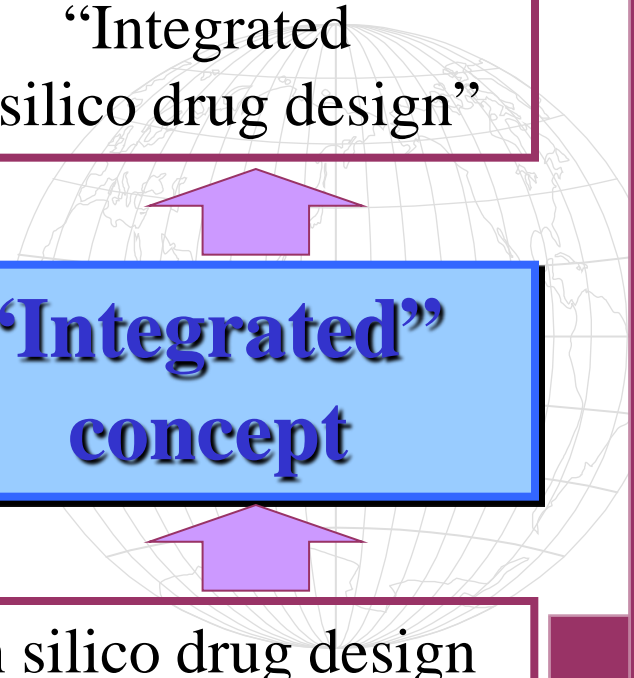 “Integrated
silico drug design”
“Integrated”
concept
silico drug design